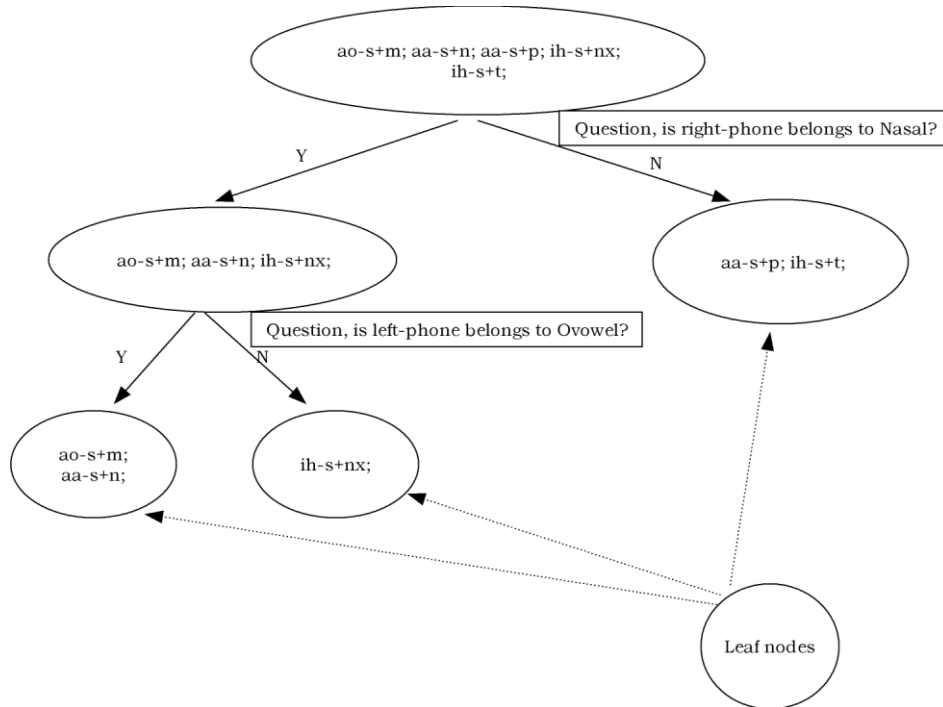 ao-s+m; aa-s+n; aa-s+p; ih-s+nx;
ih-s+t;
Question, is right-phone belongs to Nasal?
Y
N
ao-s+m; aa-s+n; ih-s+nx;
aa-s+p; ih-s+t;
Question, is left-phone belongs to Ovowel?
Y
N
ao-s+m;
aa-s+n;
ih-s+nx;
Leaf nodes